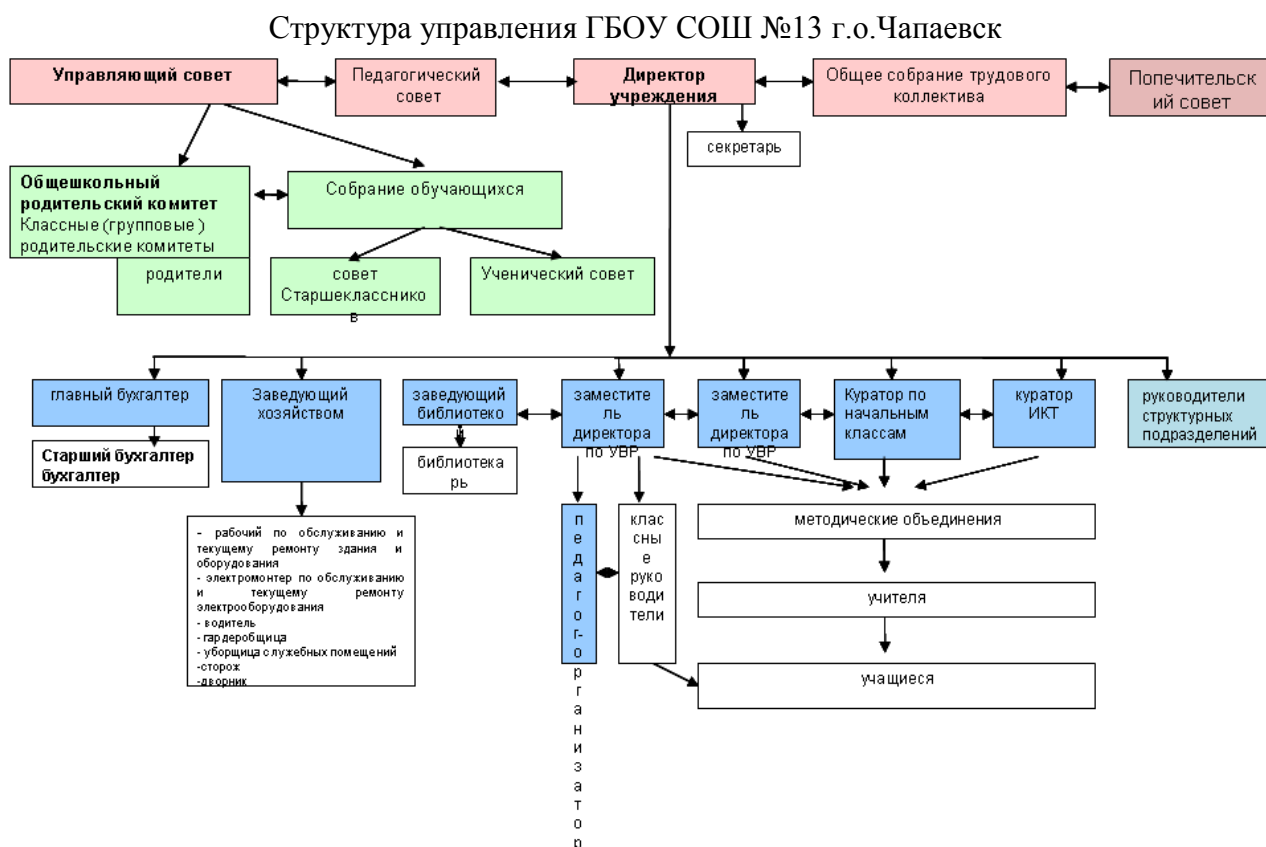 Структура управления ГБОУ СОШ №13 г.о.Чапаевск
Управляющий совет
Педагогический
совет
Директор
учреждения
Общее собрание трудового
коллектива
Попечительск
ий совет
секретарь
Общешкольный
родительский комитет
Классные (групповые )
родительские комитеты
родители
Собрание обучающихся
совет
Старшеклассник
в
Ученический совет
главный бухгалтер
Старший бухгалтер
бухгалтер
Заведующий
хозяйством
- рабочий по обслуживанию и
текущему ремонту здания и
оборудования
- электромонтер по обслуживанию
и текущему ремонту
электрооборудования
- водитель
- гардеробщица
- уборщица служебных помещений
-сторож
-дворник
заведующий
библиотеко
й
библиотека
рь
заместите
ль
директора
по УВР
заместите
ль
директора
по УВР
Куратор по
начальным
классам
куратор
ИКТ
руководители
структурных
подразделений
п
е
д
а
г
о
г-
о
р
г
а
н
и
з
а
т
о
р
клас
сны
е
руко
води
тели
методические объединения
учителя
учащиеся